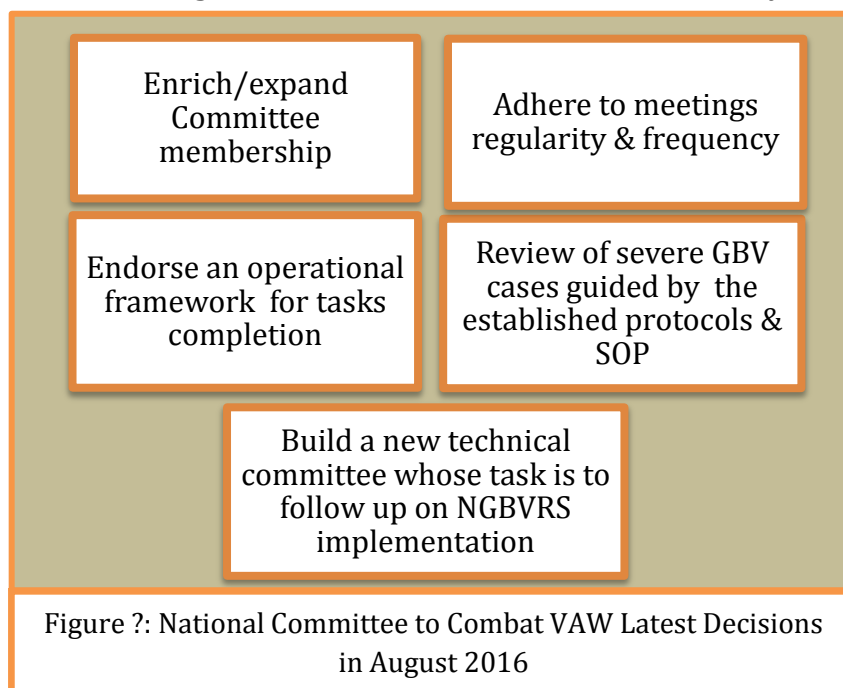 Enrich/expand
Committee
membership
Adhere to meetings
regularity & frequency
Endorse an operational
framework for tasks
completion
Review of severe GBV
cases guided by the
established protocols &
SOP
Build a new technical
committee whose task is to
follow up on NGBVRS
implementation
Figure ?: National Committee to Combat VAW Latest Decisions
in August 2016